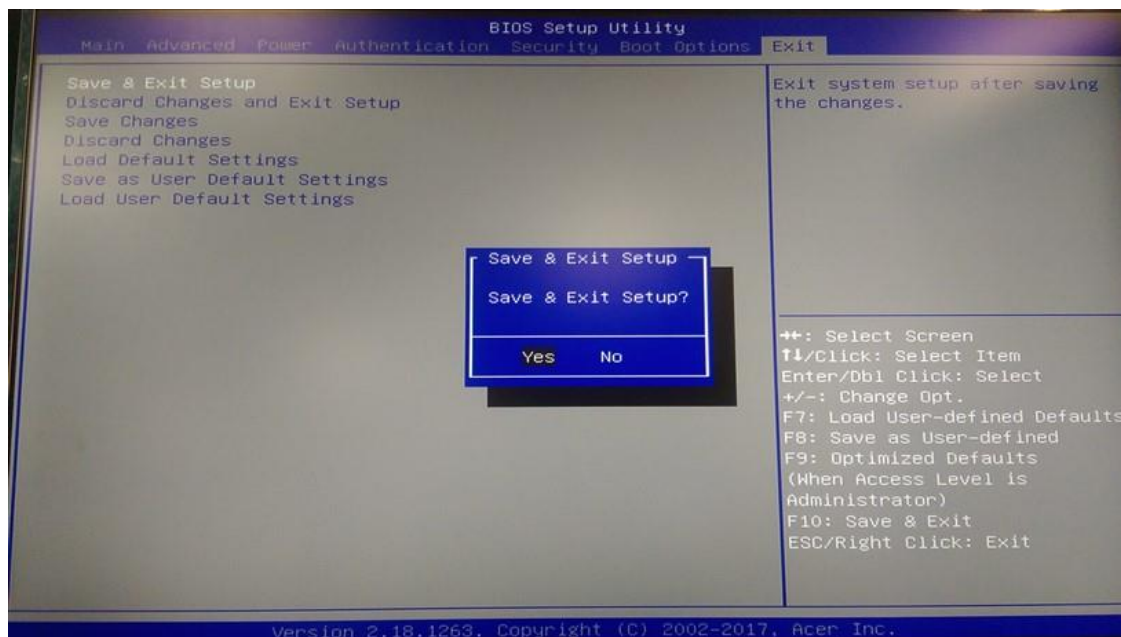 BIOS Setup Utility
Main Advanced Power Authentication Security Boot Options Exit
Save & Exit Setup
Discard Changes and Exit Setup
Save Changes
Discard Changes
Load Default Settings
Save as User Default Settings
Load User Default Settings
Exit system setup after saving
the changes.
Save & Exit Setup
Save & Exit Setup?
Yes No
→←: Select Screen
↑↓/Click: Select Item
Enter/Dbl Click: Select
+/-: Change Opt.
F7: Load User-defined Defaults
F8: Save as User-defined
F9: Optimized Defaults
(When Access Level is
Administrator)
F10: Save & Exit
ESC/Right Click: Exit
Version 2.18.1263. Copyright (C) 2002-2017, Acer Inc.